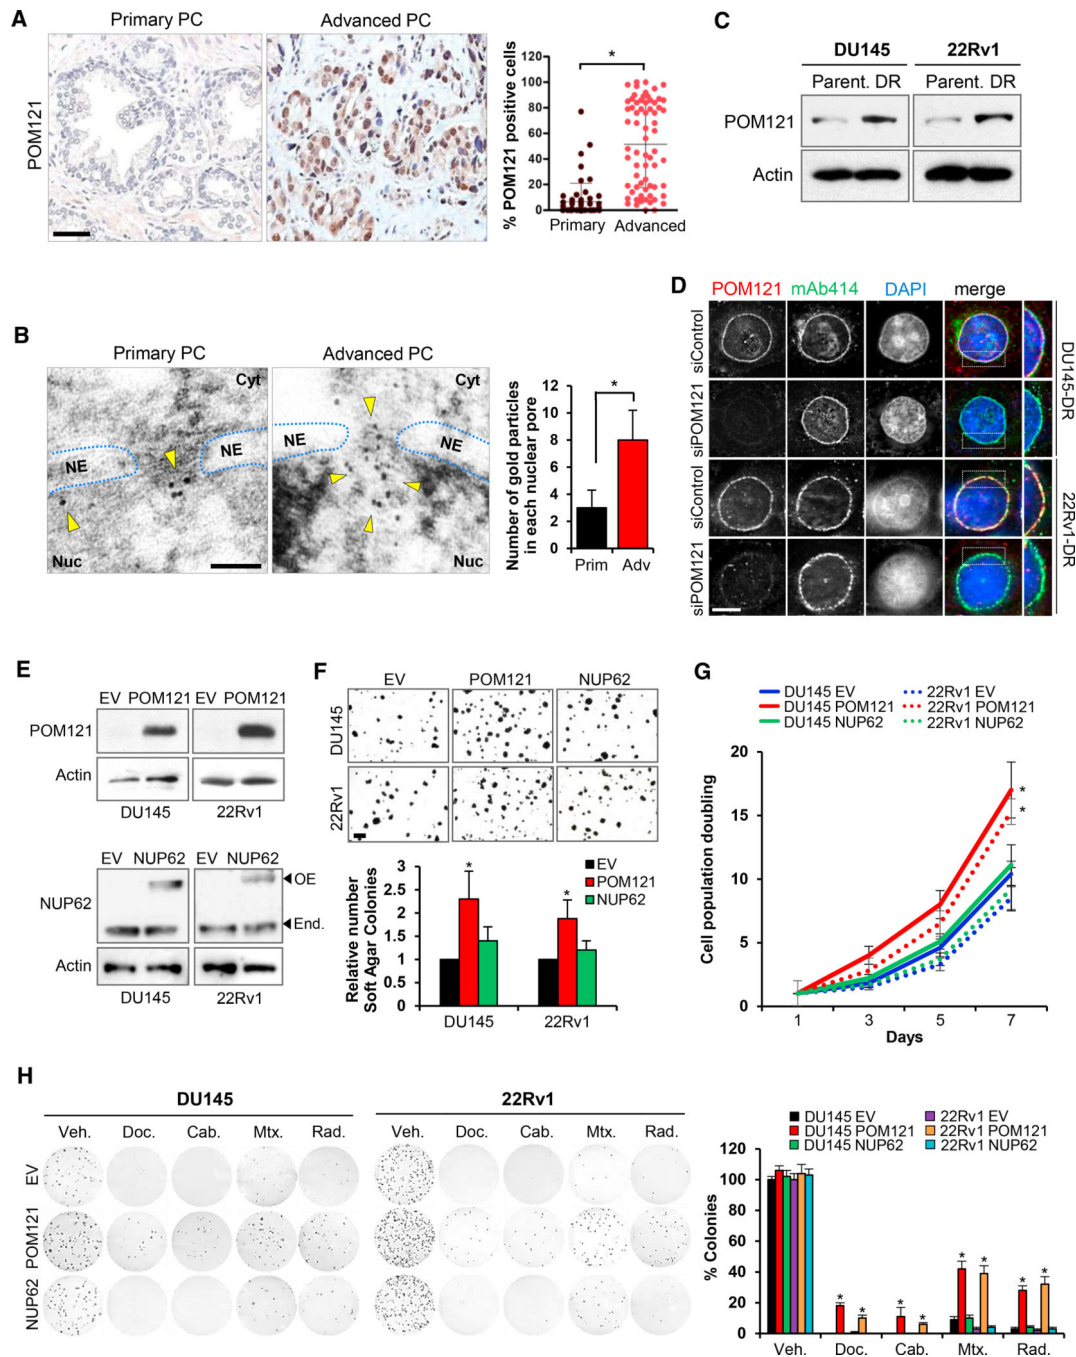 A
Primary PC
Advanced PC
POM121
% POM121 positive cells
120
100
80
60
40
20
0
*
Primary
Advanced
B
Primary PC
Advanced PC
Cyt
Cyt
NE
NE
NE
NE
Nuc
Nuc
Number of gold particles
in each nuclear pore
12
10
8
6
4
2
0
*
Prim
Adv
C
DU145
22Rv1
Parent. DR
Parent. DR
POM121
Actin
D
POM121
mAb414
DAPI
merge
siControl
siPOM121
siControl
siPOM121
DU145-DR
22Rv1-DR
E
EV POM121
EV POM121
POM121
Actin
DU145
22Rv1
EV NUP62
EV NUP62
OE
NUP62
End.
Actin
DU145
22Rv1
F
EV
POM121
NUP62
DU145
22Rv1
Relative number
Soft Agar Colonies
3
2.5
2
1.5
1
0.5
0
*
*
EV
POM121
NUP62
DU145
22Rv1
G
DU145 EV
DU145 POM121
DU145 NUP62
22Rv1 EV
22Rv1 POM121
22Rv1 NUP62
Cell population doubling
20
15
10
5
0
*
*
1
3
5
7
Days
H
DU145
22Rv1
Veh.
Doc.
Cab.
Mtx.
Rad.
Veh.
Doc.
Cab.
Mtx.
Rad.
EV
POM121
NUP62
DU145 EV
DU145 POM121
DU145 NUP62
22Rv1 EV
22Rv1 POM121
22Rv1 NUP62
% Colonies
120
100
80
60
40
20
0
*
*
*
*
*
*
*
*
Veh.
Doc.
Cab.
Mtx.
Rad.